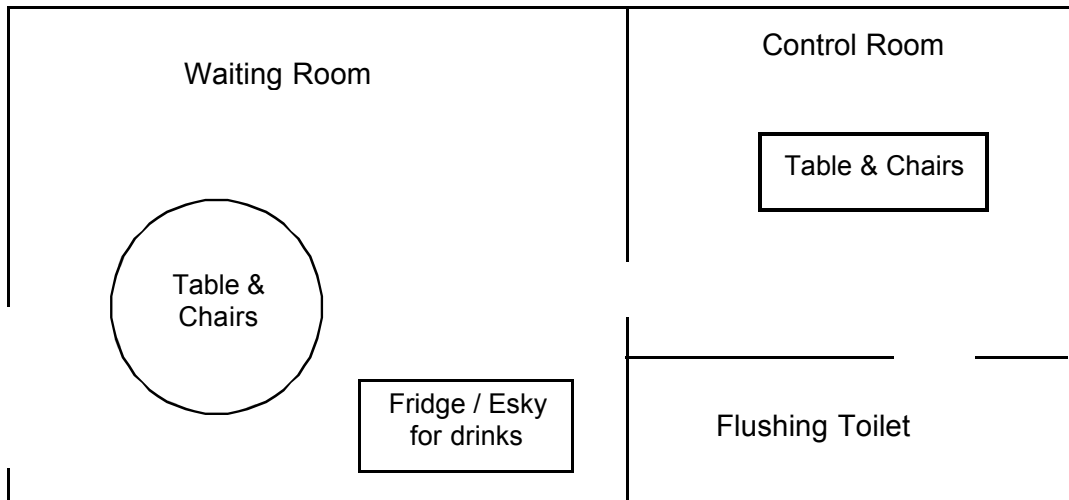 Waiting Room
Control Room
Table & Chairs
Table &
Chairs
Fridge / Esky
for drinks
Flushing Toilet